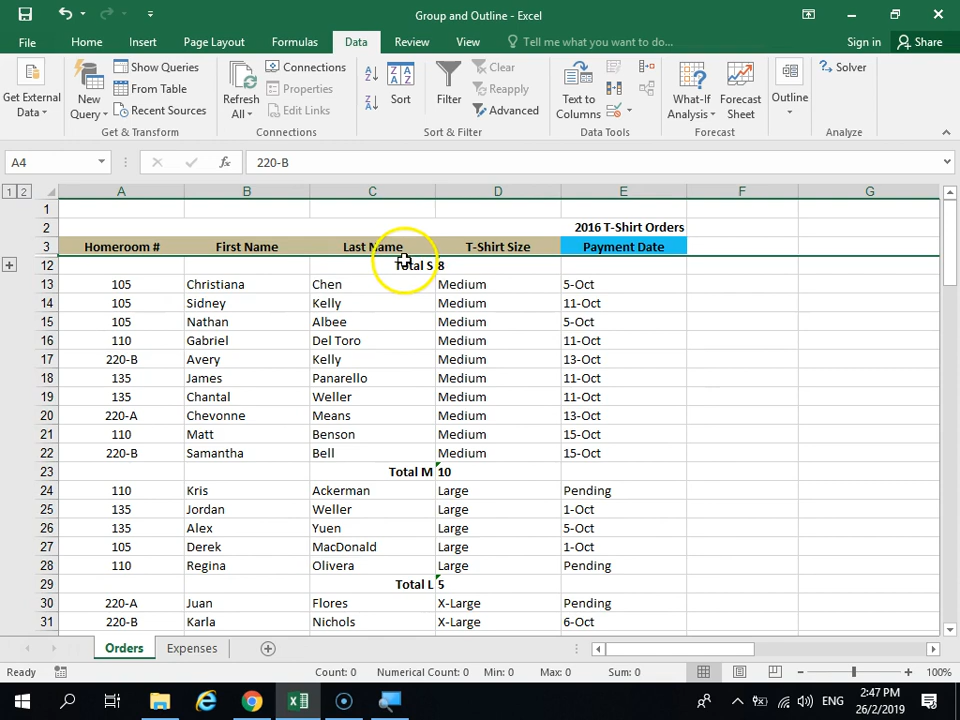 Group and Outline - Excel
File Home Insert Page Layout Formulas Data Review View Tell me what you want to do... Sign in Share
Get External Data
New Query
Show Queries
From Table
Recent Sources
Get & Transform
Refresh All
Connections
Properties
Edit Links
Connections
Sort
Filter
Clear
Reapply
Advanced
Sort & Filter
Text to Columns
Data Tools
What-If Analysis
Forecast Sheet
Forecast
Outline
Solver
Analyze
A4 fx 220-B
1 2 A B C D E F G
1
2 2016 T-Shirt Orders
3 Homeroom # First Name Last Name T-Shirt Size Payment Date
12 Total S 8
13 105 Christiana Chen Medium 5-Oct
14 105 Sidney Kelly Medium 11-Oct
15 105 Nathan Albee Medium 5-Oct
16 110 Gabriel Del Toro Medium 11-Oct
17 220-B Avery Kelly Medium 13-Oct
18 135 James Panarello Medium 11-Oct
19 135 Chantal Weller Medium 11-Oct
20 220-A Chevonne Means Medium 13-Oct
21 110 Matt Benson Medium 15-Oct
22 220-B Samantha Bell Medium 15-Oct
23 Total M 10
24 110 Kris Ackerman Large Pending
25 135 Jordan Weller Large 1-Oct
26 135 Alex Yuen Large 5-Oct
27 105 Derek MacDonald Large 1-Oct
28 110 Regina Olivera Large Pending
29 Total L 5
30 220-A Juan Flores X-Large Pending
31 220-B Karla Nichols X-Large 6-Oct
Orders Expenses
Ready Count: 0 Numerical Count: 0 Min: 0 Max: 0 Sum: 0 100%
ENG 2:47 PM
26/2/2019